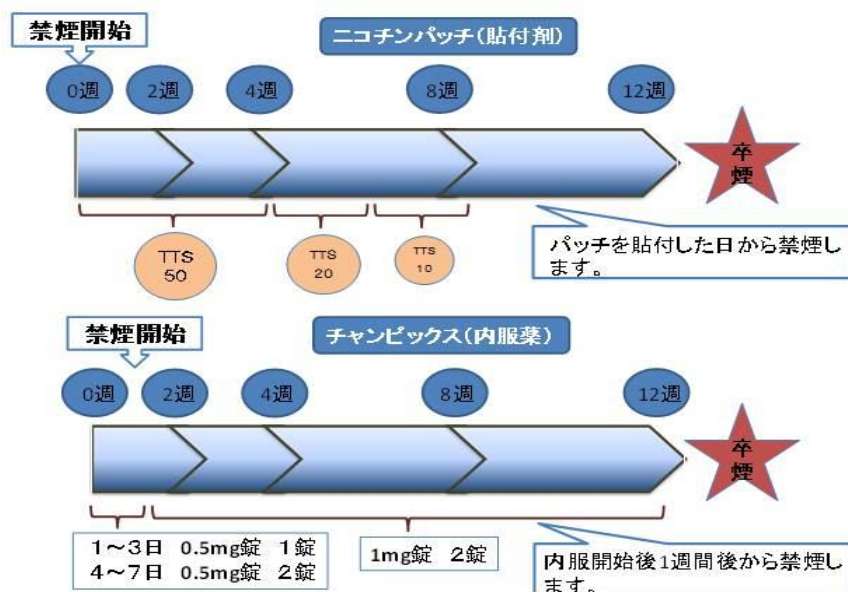 禁煙開始
ニコチンパッチ(貼付剤)
0週
2週
4週
8週
12週
卒
煙
TTS
50
TTS
20
TTS
10
パッチを貼付した日から禁煙し
ます。
禁煙開始
チャンピックス(内服薬)
0週
2週
4週
8週
12週
卒
煙
1~3日 0.5mg錠 1錠
4~7日 0.5mg錠 2錠
1mg錠 2錠
内服開始後1週間後から禁煙し
ます。